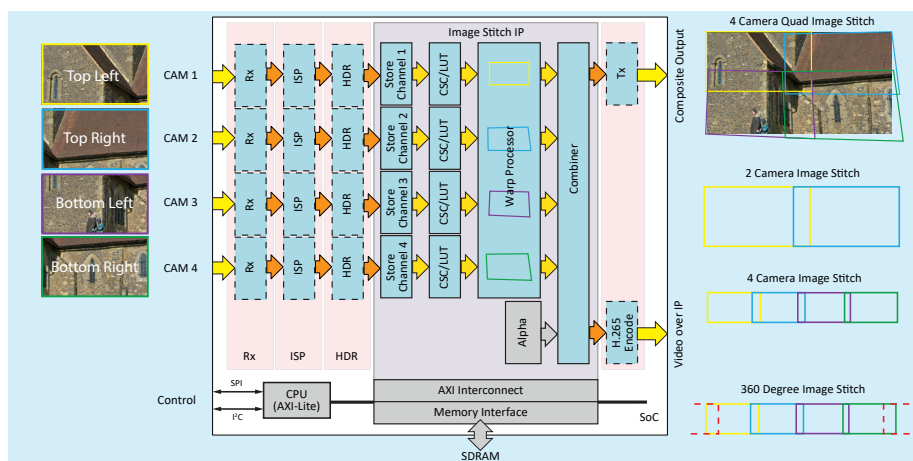 Image Stitch IP
4 Camera Quad Image Stitch
Top Left
CAM 1
Rx
ISP
HDR
Store
Channel 1
CSC/LUT
Tx
Composite Output
Top Right
CAM 2
Rx
ISP
HDR
Store
Channel 2
CSC/LUT
Warp Processor
Combiner
2 Camera Image Stitch
Bottom Left
CAM 3
Rx
ISP
HDR
Store
Channel 3
CSC/LUT
Bottom Right
CAM 4
Rx
ISP
HDR
Store
Channel 4
CSC/LUT
4 Camera Image Stitch
Alpha
H.265
Encode
Video over IP
Rx
ISP
HDR
Control
SPI
I²C
CPU
(AXI-Lite)
AXI Interconnect
Memory Interface
SoC
360 Degree Image Stitch
SDRAM